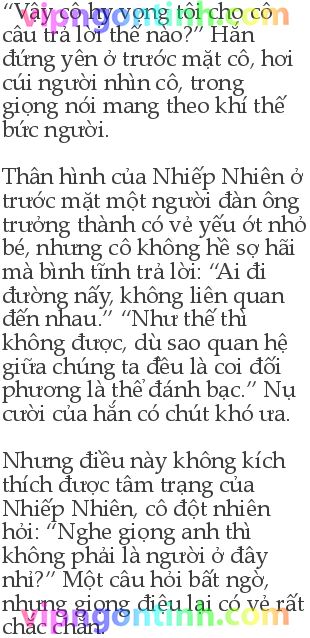 vipngontinh.com
“Vậy cô hy vọng tôi cho cô
câu trả lời thế nào?” Hắn
đứng yên ở trước mặt cô, hơi
cúi người nhìn cô, trong
giọng nói mang theo khí thế
bức người.
Thân hình của Nhiếp Nhiên ở
trước mặt một người đàn ông
trưởng thành có vẻ yếu ớt nhỏ
bé, nhưng cô không hề sợ hãi
mà bình tĩnh trả lời: “Ai đi
đường nấy, không liên quan
đến nhau.” “Như thế thì
không được, dù sao quan hệ
giữa chúng ta đều là coi đối
phương là thể đánh bạc.” Nụ
cười của hắn có chút khó ưa.
Nhưng điều này không kích
thích được tâm trạng của
Nhiếp Nhiên, cô đột nhiên
hỏi: “Nghe giọng anh thì
không phải là người ở đây
nhỉ?” Một câu hỏi bất ngờ,
nhưng giọng điệu lại có vẻ rất
chắc chắn.
vipngontinh.com